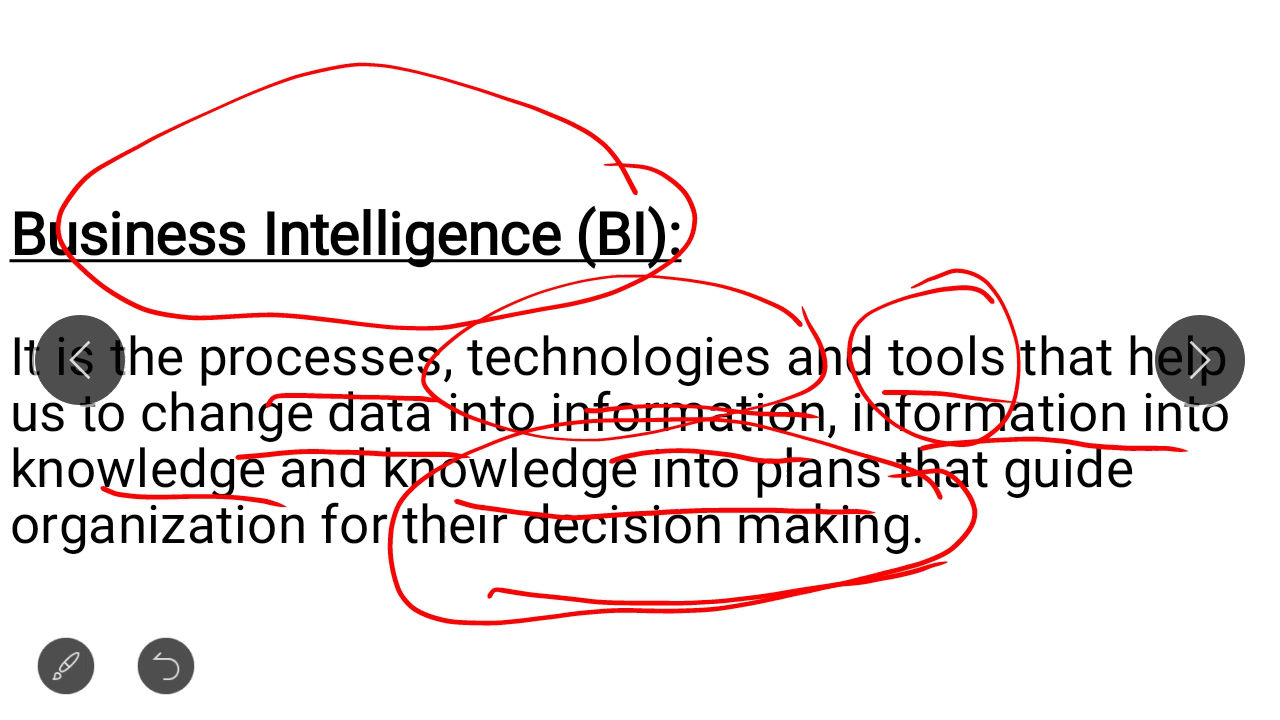 Business Intelligence (BI):
It is the processes, technologies and tools that help
us to change data into information, information into
knowledge and knowledge into plans that guide
organization for their decision making.